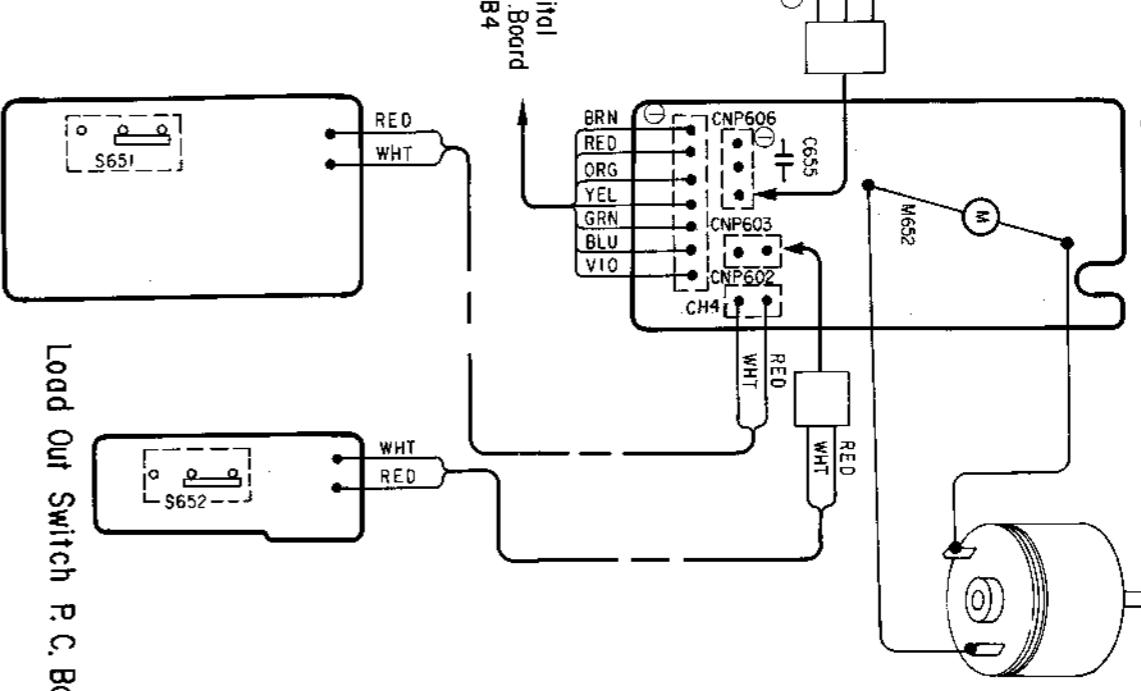 ital
.Board
B4
RED
WHT
S651
BRN
RED
ORG
YEL
GRN
BLU
VIO
CNP606
C655
CNP603
CNP602
CH4
M
M652
WHT
RED
WHT
RED
WHT
RED
S652
Load Out Switch P.C. Bo